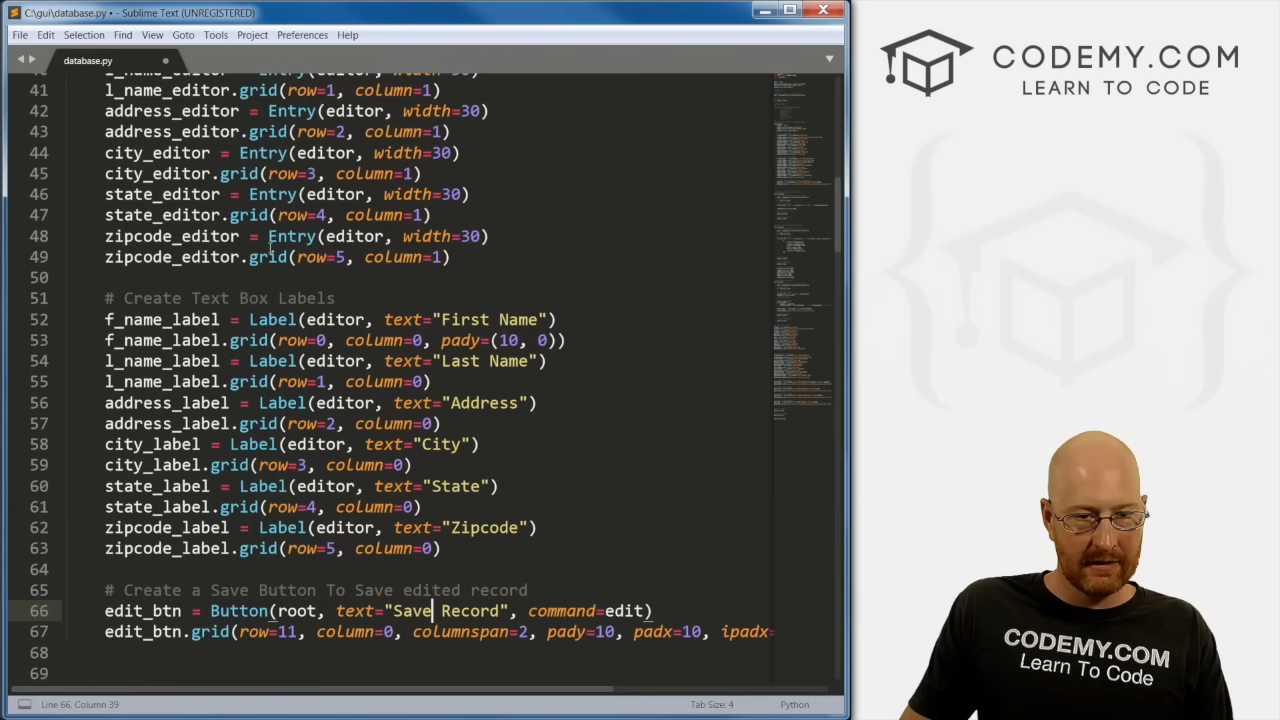 C:\gui\database.py • - Sublime Text (UNREGISTERED)
File Edit Selection Find View Goto Tools Project Preferences Help
database.py
41 l_name_editor.grid(row=1, column=1)
42 address_editor = Entry(editor, width=30)
43 address_editor.grid(row=2, column=1)
44 city_editor = Entry(editor, width=30)
45 city_editor.grid(row=3, column=1)
46 state_editor = Entry(editor, width=30)
47 state_editor.grid(row=4, column=1)
48 zipcode_editor = Entry(editor, width=30)
49 zipcode_editor.grid(row=5, column=1)
50
51 # Create Text Box Labels
52 f_name_label = Label(editor, text="First Name")
53 f_name_label.grid(row=0, column=0, pady=(10, 0))
54 l_name_label = Label(editor, text="Last Name")
55 l_name_label.grid(row=1, column=0)
56 address_label = Label(editor, text="Address")
57 address_label.grid(row=2, column=0)
58 city_label = Label(editor, text="City")
59 city_label.grid(row=3, column=0)
60 state_label = Label(editor, text="State")
61 state_label.grid(row=4, column=0)
62 zipcode_label = Label(editor, text="Zipcode")
63 zipcode_label.grid(row=5, column=0)
64
65 # Create a Save Button To Save edited record
66 edit_btn = Button(root, text="Save Record", command=edit)
67 edit_btn.grid(row=11, column=0, columnspan=2, pady=10, padx=10, ipadx=
68
69
Line 66, Column 39 Tab Size: 4 Python
CODEMY.COM
LEARN TO CODE
CODEMY.COM
Learn To Code